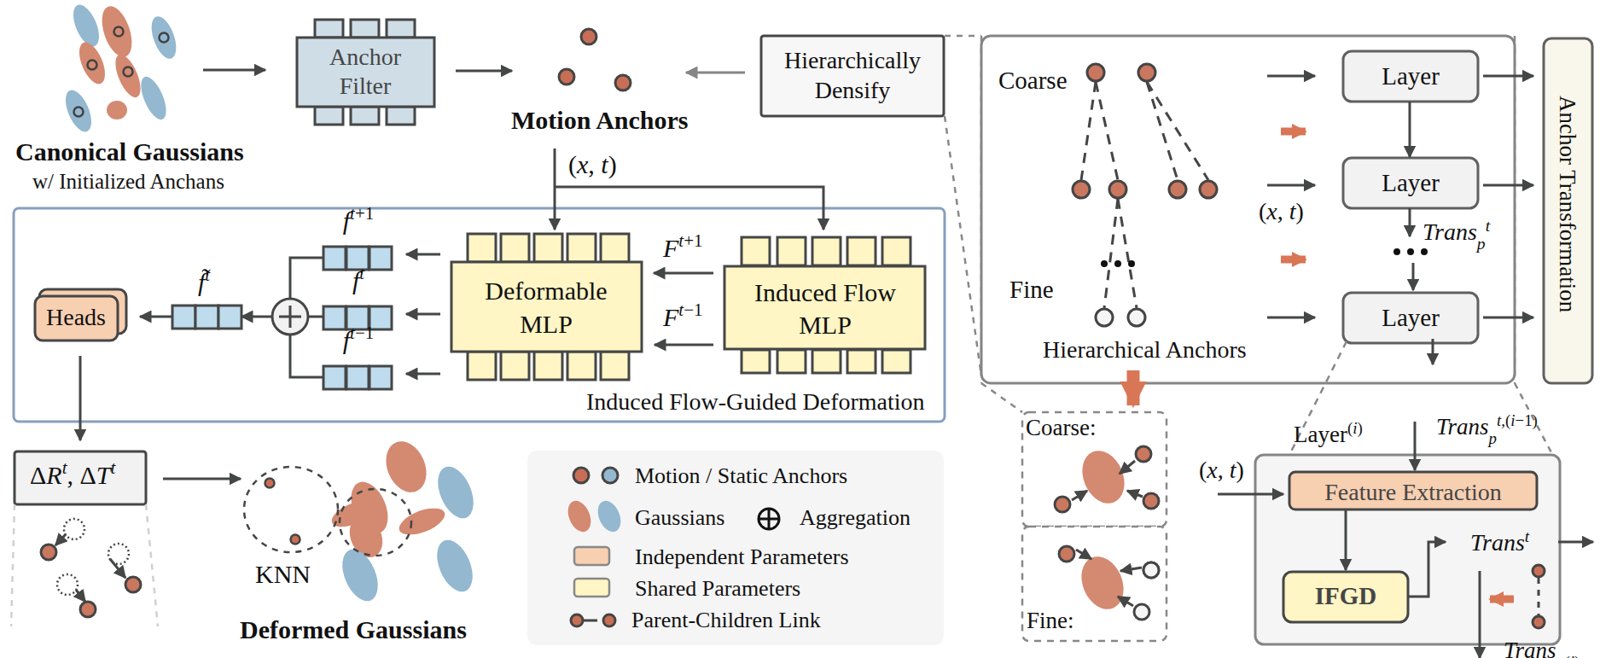 Anchor
Filter
Hierarchically
Densify
Motion Anchors
Canonical Gaussians
w/ Initialized Anchans
(x, t)
f^{t+1}
f^t
f^{t−1}
f̃^t
Heads
Deformable
MLP
F^{t+1}
F^{t−1}
Induced Flow
MLP
Induced Flow-Guided Deformation
ΔR^t, ΔT^t
KNN
Deformed Gaussians
Motion / Static Anchors
Gaussians
Aggregation
Independent Parameters
Shared Parameters
Parent-Children Link
Coarse
Fine
Hierarchical Anchors
(x, t)
Layer
Layer
Trans_p^t
Layer
Anchor Transformation
Coarse:
Fine:
Layer^{(i)}
Trans_p^{t,(i−1)}
(x, t)
Feature Extraction
IFGD
Trans^t
Trans